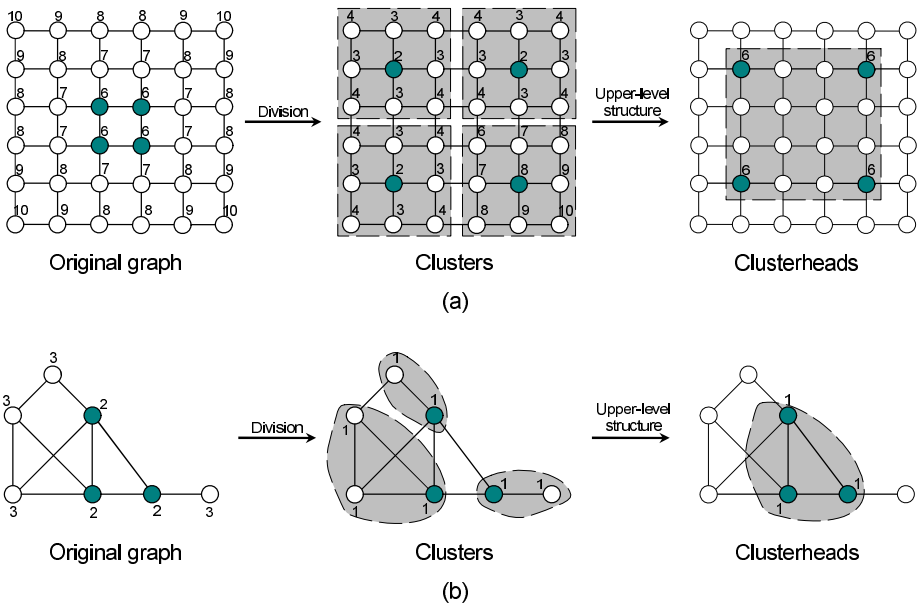 10 9 8 8 9 10
9 8 7 7 8 9
8 7 6 6 7 8
8 7 6 6 7 8
9 8 7 7 8 9
10 9 8 8 9 10
Original graph
Division
4 3 4 4 3 4
3 2 3 3 2 3
4 3 4 4 3 4
4 3 4 6 7 8
3 2 3 7 8 9
4 3 4 8 9 10
Clusters
Upper-level
structure
6 6
6 6
Clusterheads
(a)
3
3 2
3 2 2 3
Original graph
Division
1
1 1
1 1 1 1
Clusters
Upper-level
structure
1
1 1
Clusterheads
(b)